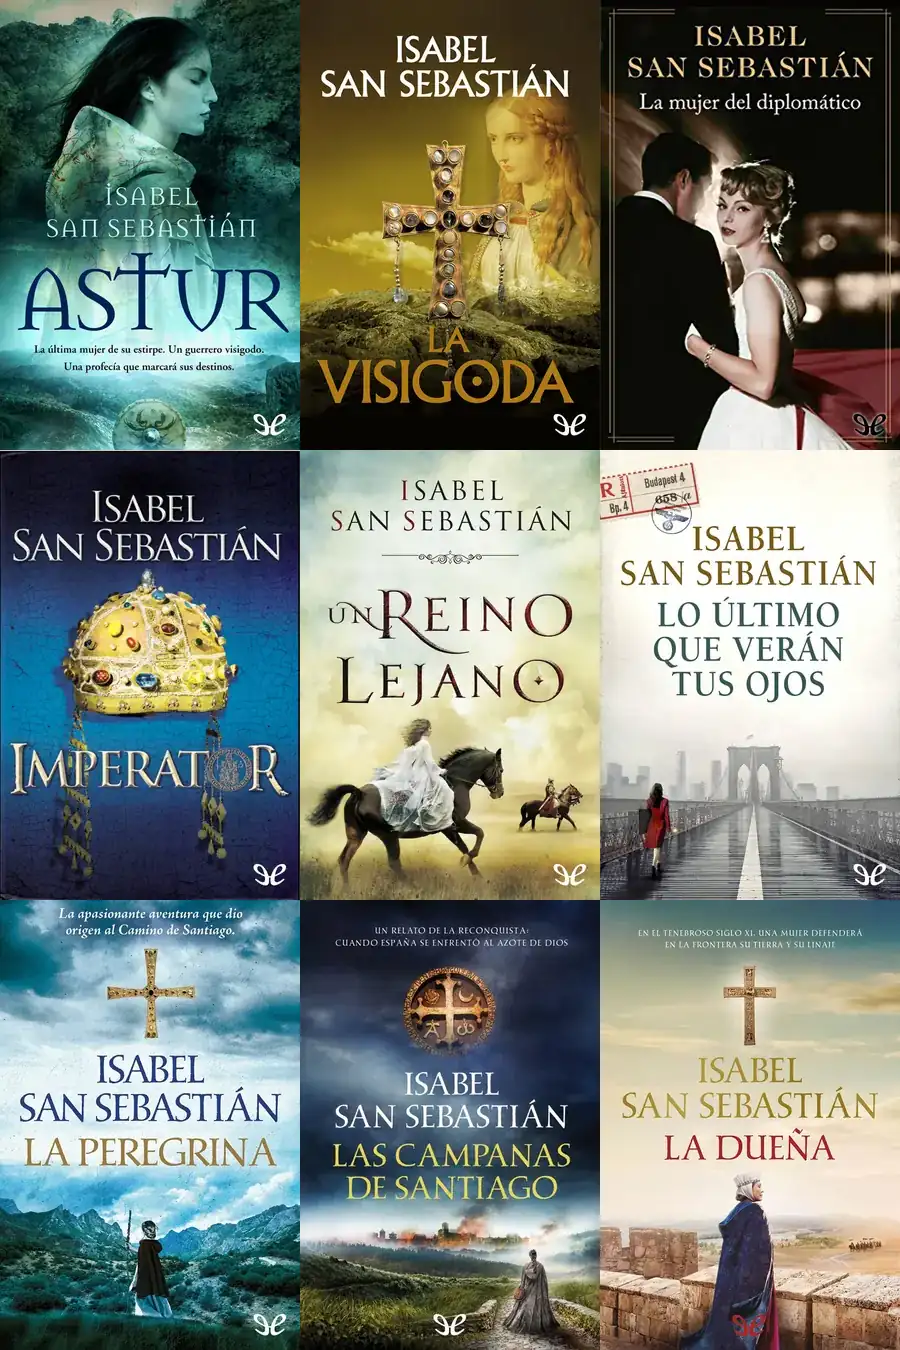 ISABEL
SAN SEBASTIÁN
ASTUR
La última mujer de su estirpe. Un guerrero visigodo.
Una profecía que marcará sus destinos.
ISABEL
SAN SEBASTIÁN
LA
VISIGODA
ISABEL
SAN SEBASTIÁN
La mujer del diplomático
ISABEL
SAN SEBASTIÁN
IMPERATOR
ISABEL
SAN SEBASTIÁN
UN REINO
LEJANO
R
Bp. 4
Budapest 4
658
ISABEL
SAN SEBASTIÁN
LO ÚLTIMO
QUE VERÁN
TUS OJOS
La apasionante aventura que dio
origen al Camino de Santiago.
ISABEL
SAN SEBASTIÁN
LA PEREGRINA
UN RELATO DE LA RECONQUISTA:
CUANDO ESPAÑA SE ENFRENTÓ AL AZOTE DE DIOS
ISABEL
SAN SEBASTIÁN
LAS CAMPANAS
DE SANTIAGO
EN EL TENEBROSO SIGLO XI, UNA MUJER DEFENDERÁ
EN LA FRONTERA SU TIERRA Y SU LINAJE
ISABEL
SAN SEBASTIÁN
LA DUEÑA